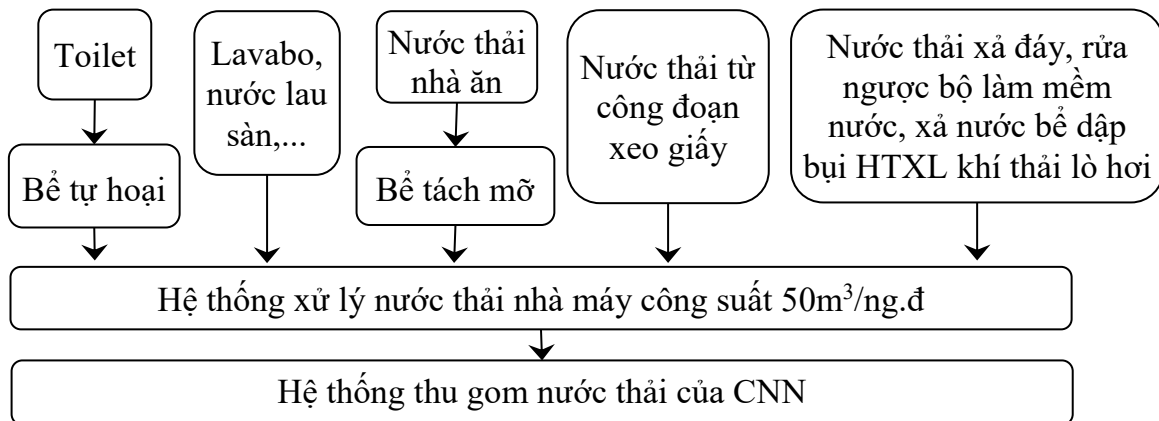 Toilet
Lavabo,
nước lau
sàn,...
Nước thải
nhà ăn
Nước thải từ
công đoạn
xeo giấy
Nước thải xả đáy, rửa
ngược bộ làm mềm
nước, xả nước bể dập
bụi HTXL khí thải lò hơi
Bể tự hoại
Bể tách mỡ
Hệ thống xử lý nước thải nhà máy công suất 50m³/ng.đ
Hệ thống thu gom nước thải của CNN